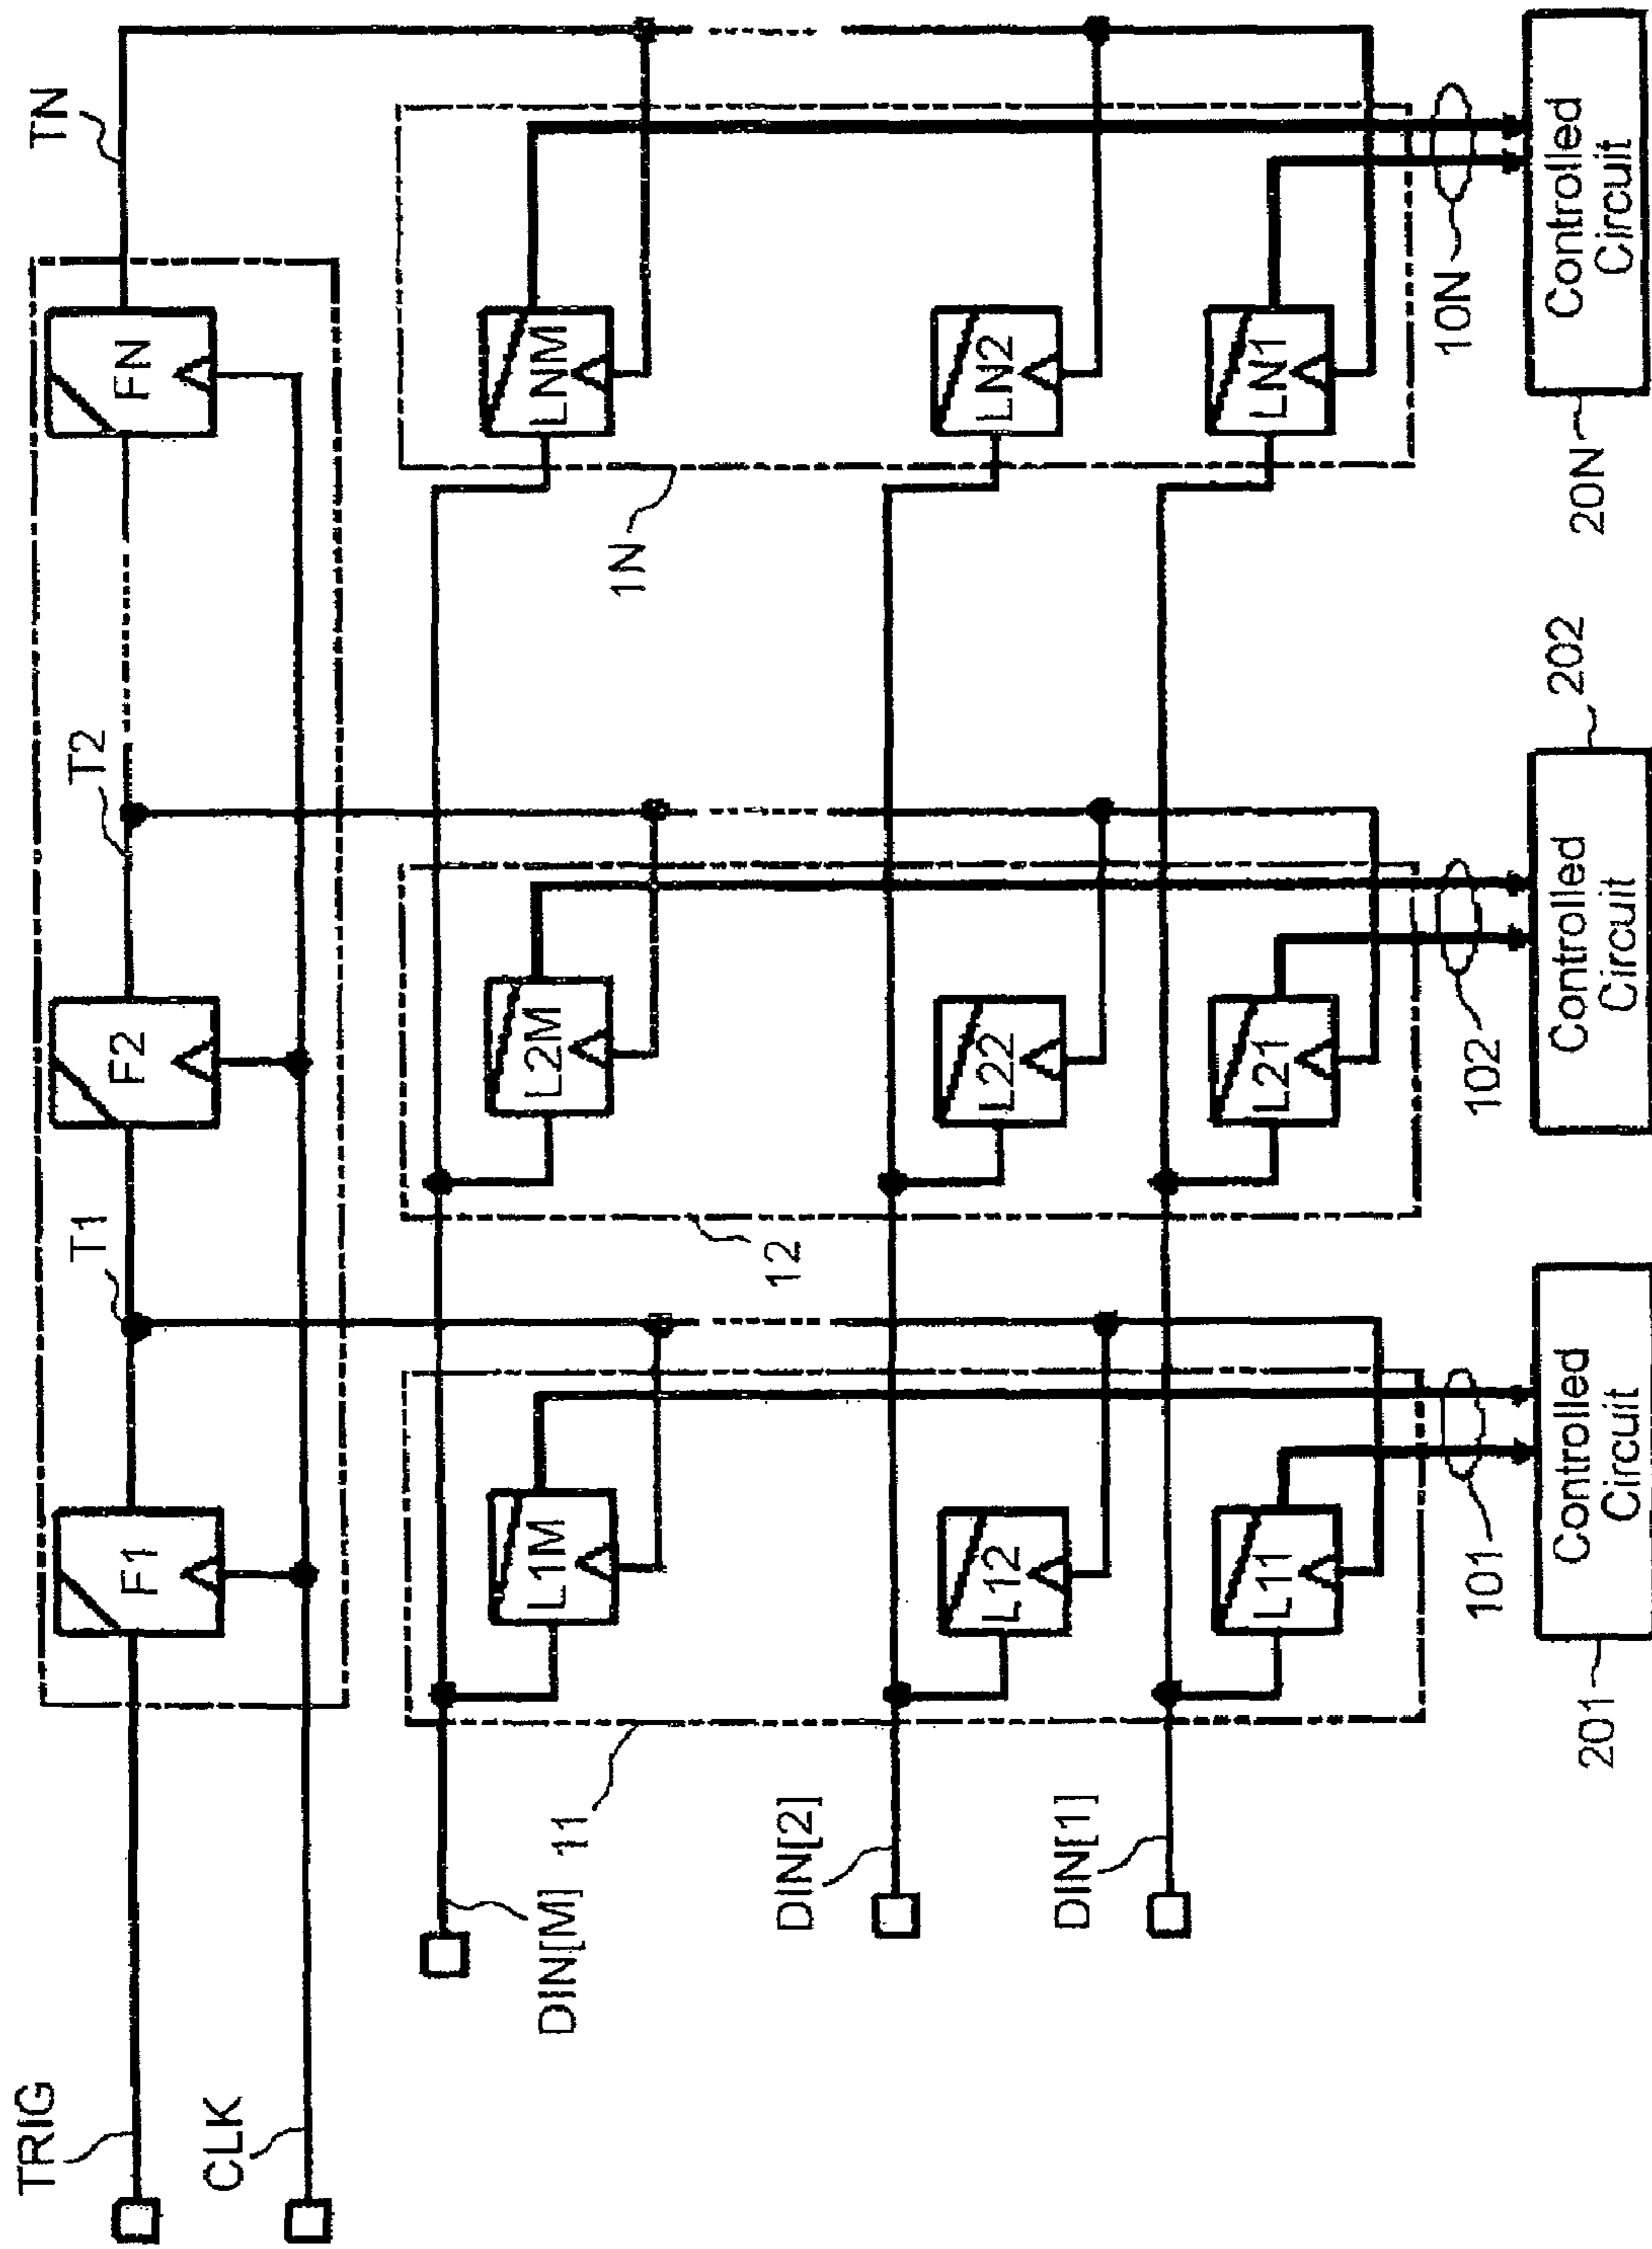 TRIG
CLK
F1
T1
F2
T2
FN
TN
DIN[M]
11
L1M
12
L2M
1N
LNM
DIN[2]
L12
L22
LN2
DIN[1]
L11
L21
LN1
101
102
10N
201
Controlled
Circuit
202
Controlled
Circuit
20N
Controlled
Circuit